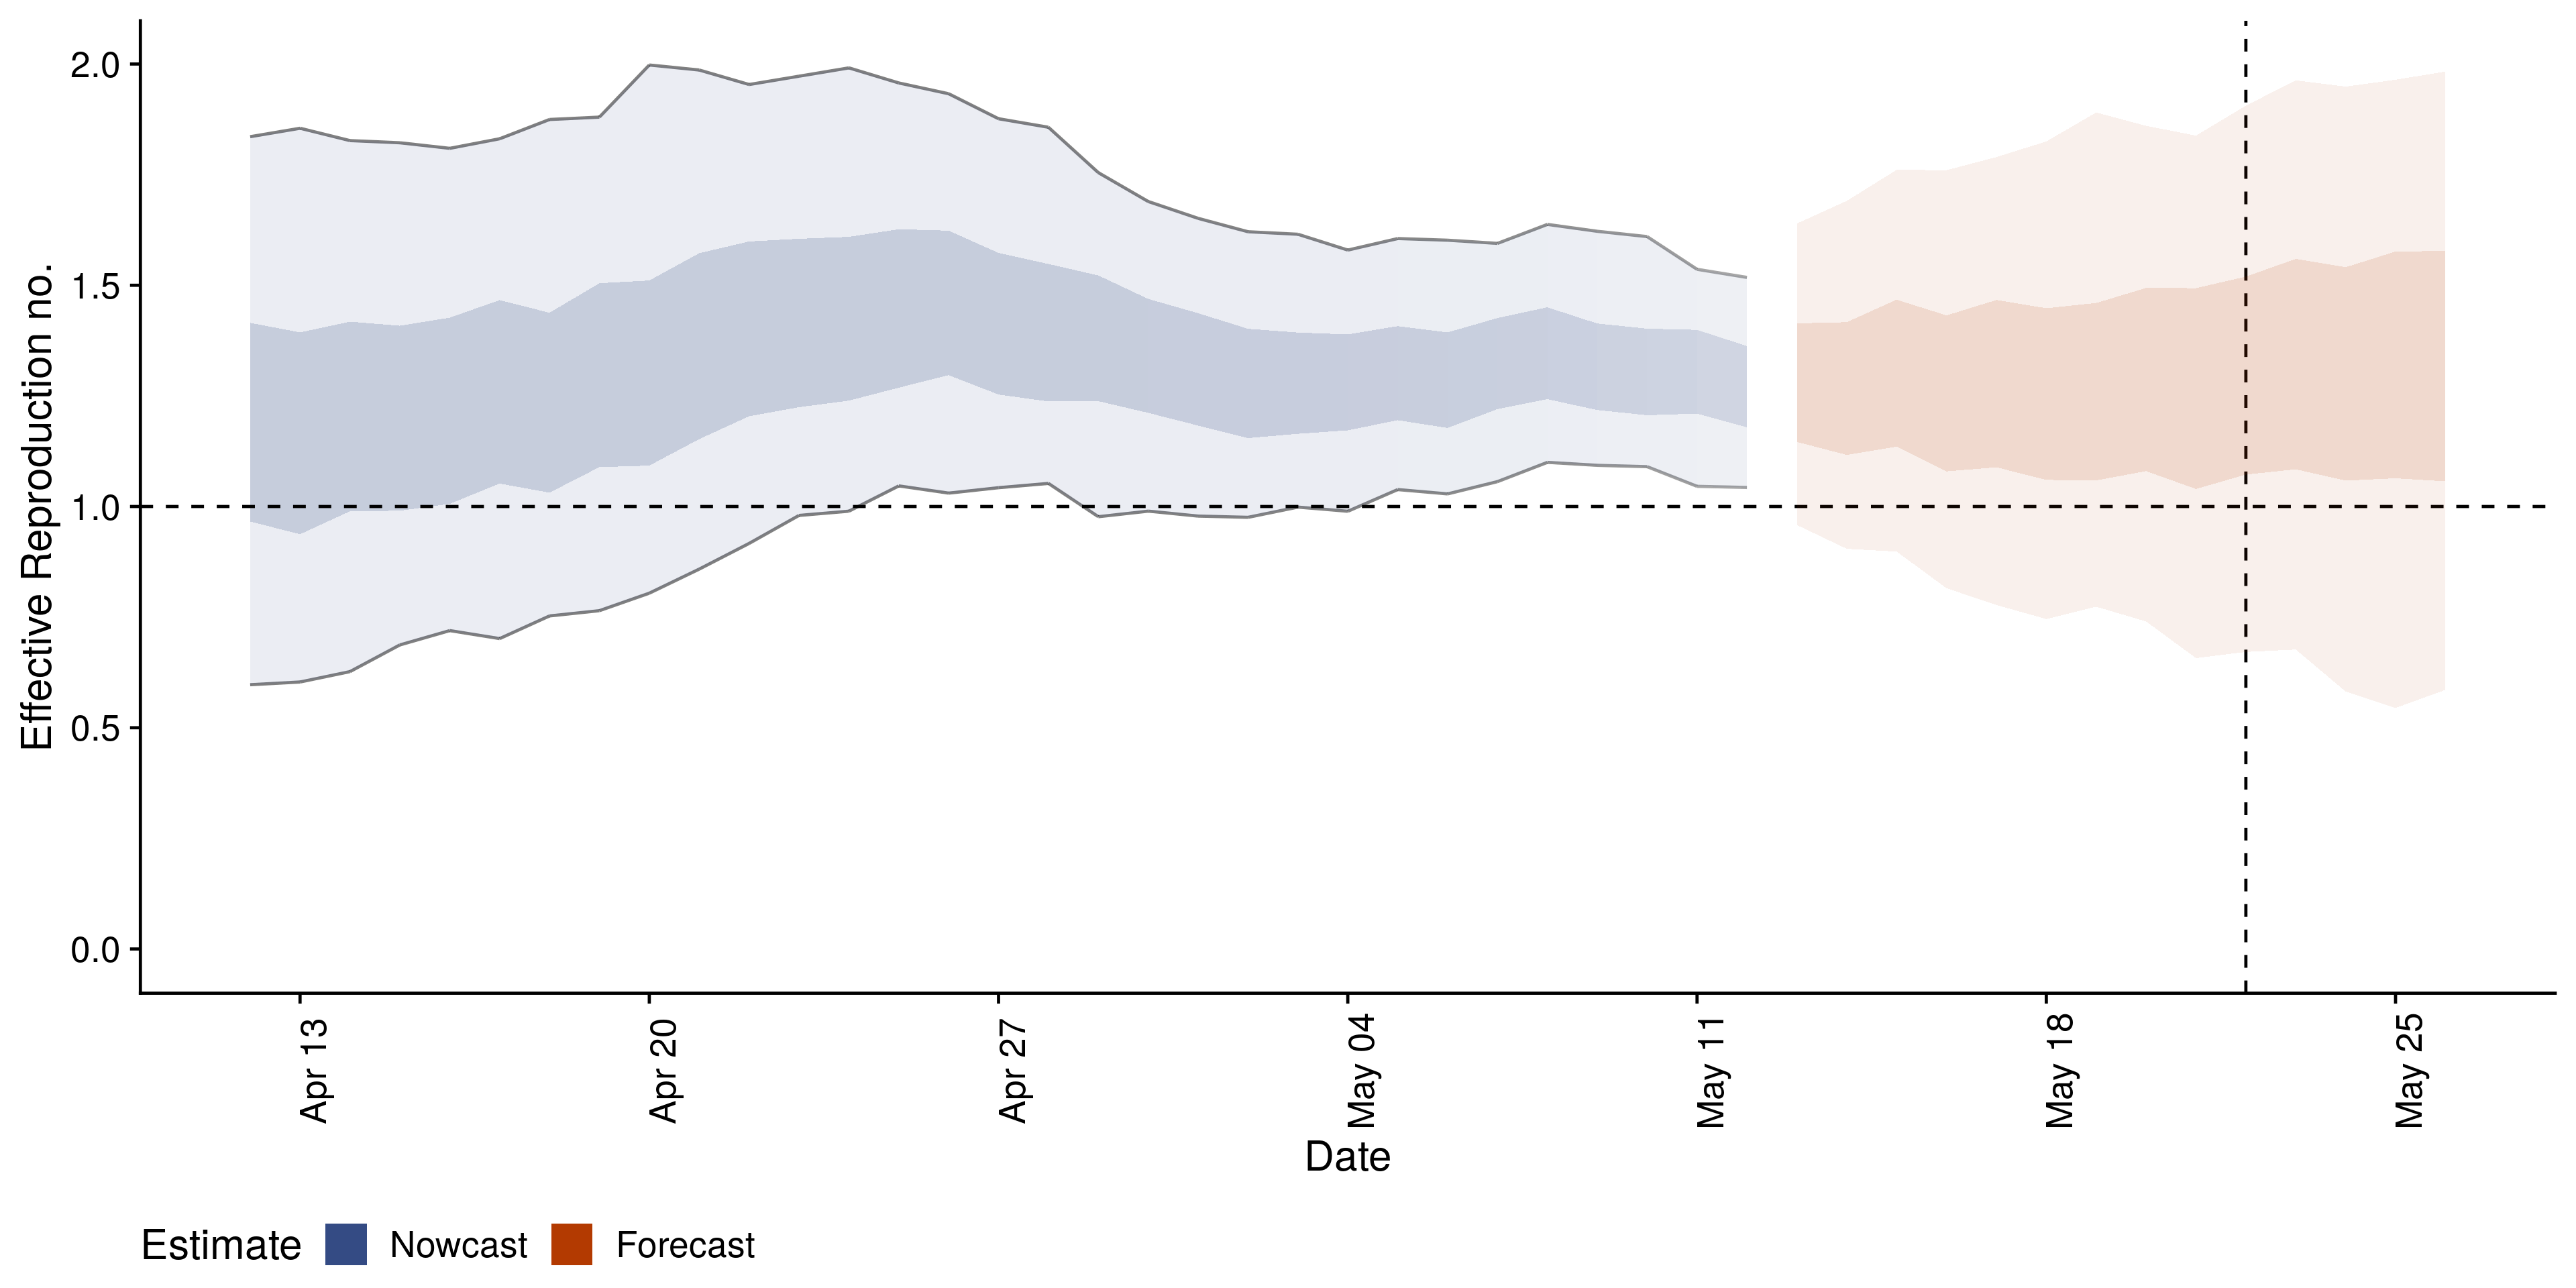 Effective Reproduction no.
2.0
1.5
1.0
0.5
0.0
Apr 13
Apr 20
Apr 27
May 04
May 11
May 18
May 25
Date
Estimate Nowcast Forecast